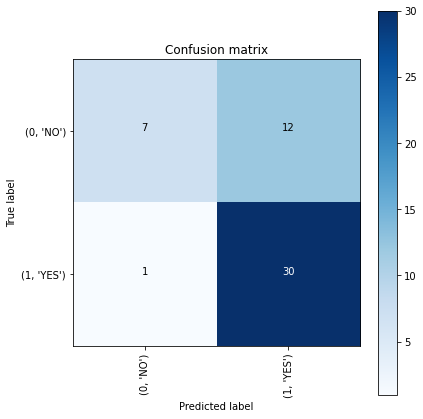 Confusion matrix
30
25
20
15
10
5
True label
(0, 'NO')
7
12
(1, 'YES')
1
30
(0, 'NO')
(1, 'YES')
Predicted label